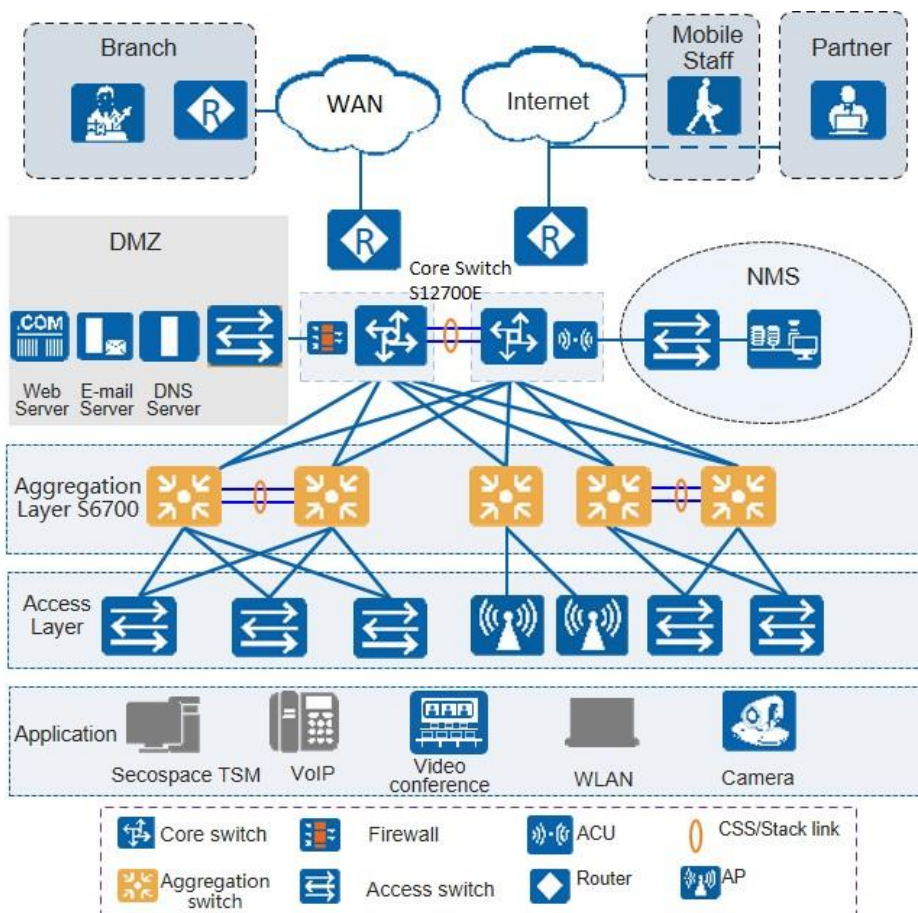 Branch
WAN
Internet
Mobile
Staff
Partner
R
R
R
DMZ
Core Switch
S12700E
NMS
.COM
Web
Server
E-mail
Server
DNS
Server
Aggregation
Layer S6700
Access
Layer
Application
Secospace TSM
VoIP
Video
conference
WLAN
Camera
Core switch
Firewall
ACU
CSS/Stack link
Aggregation
switch
Access switch
Router
AP